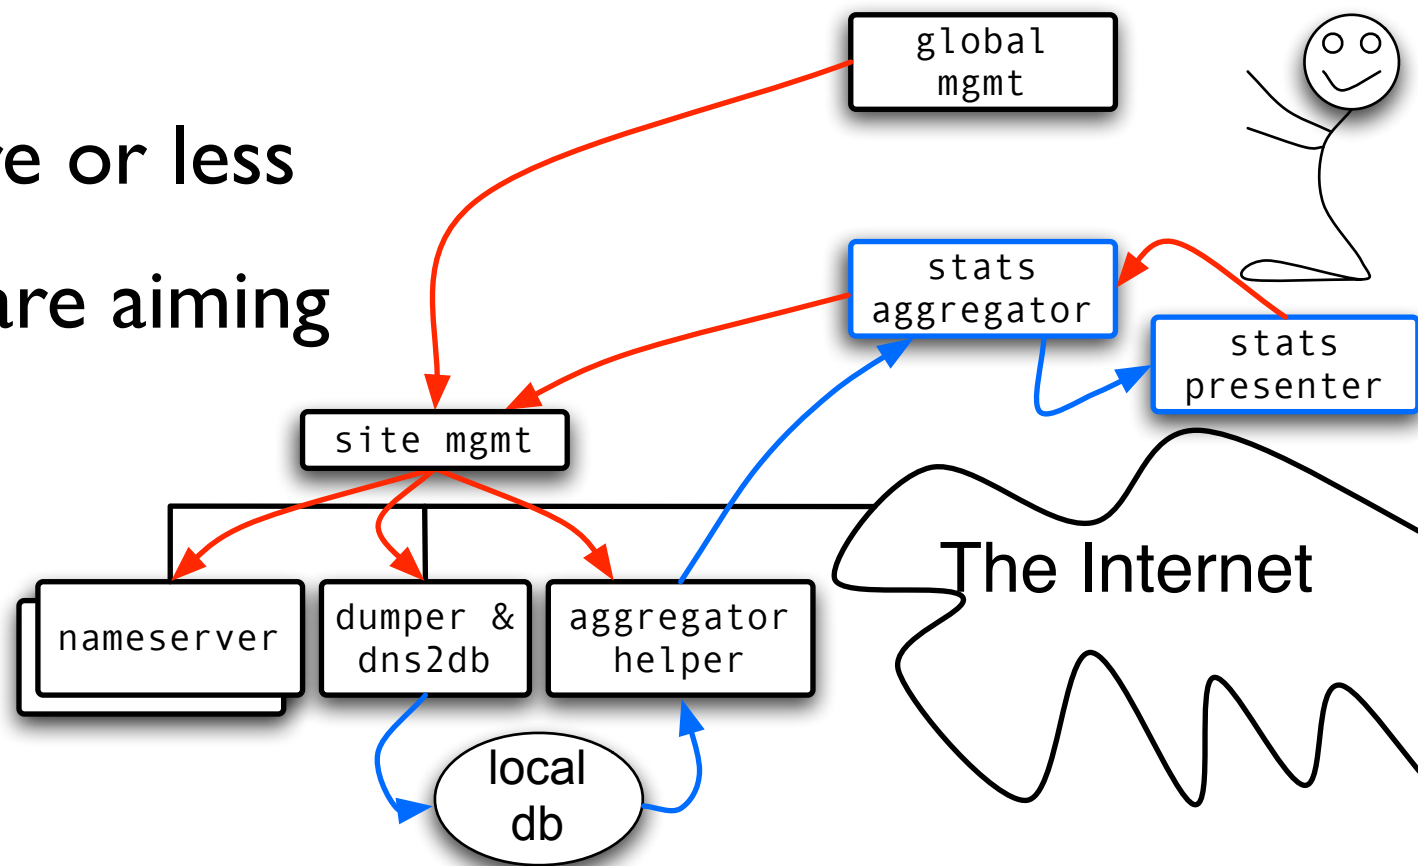 global
mgmt
re or less
are aiming
stats
aggregator
stats
presenter
site mgmt
The Internet
nameserver
dumper &
dns2db
aggregator
helper
local
db